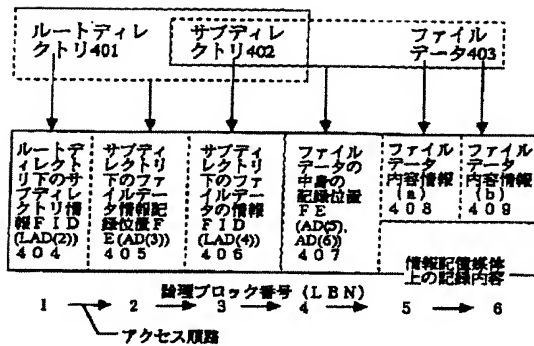 ルートディレ
クトリ401
サブディレ
クトリ402
ファイル
データ403
ルートデ
ィレクト
リ下のサ
ブディレ
クトリ情
報FID
(LAD(2))
404
サブディ
レクトリ
下のファ
イルデー
タ情報記
録位置F
E(AD(3))
405
サブディ
レクトリ
下のファ
イルデー
タの情報
FID
(LAD(4))
406
ファイル
データの
中身の
記録位置
FE
(AD(5),
AD(6))
407
ファイル
データ
内容情報
(a)
408
ファイル
データ
内容情報
(b)
409
情報記憶媒体
上の記録内容
論理ブロック番号(LBN)
1 2 3 4 5 6
アクセス順路